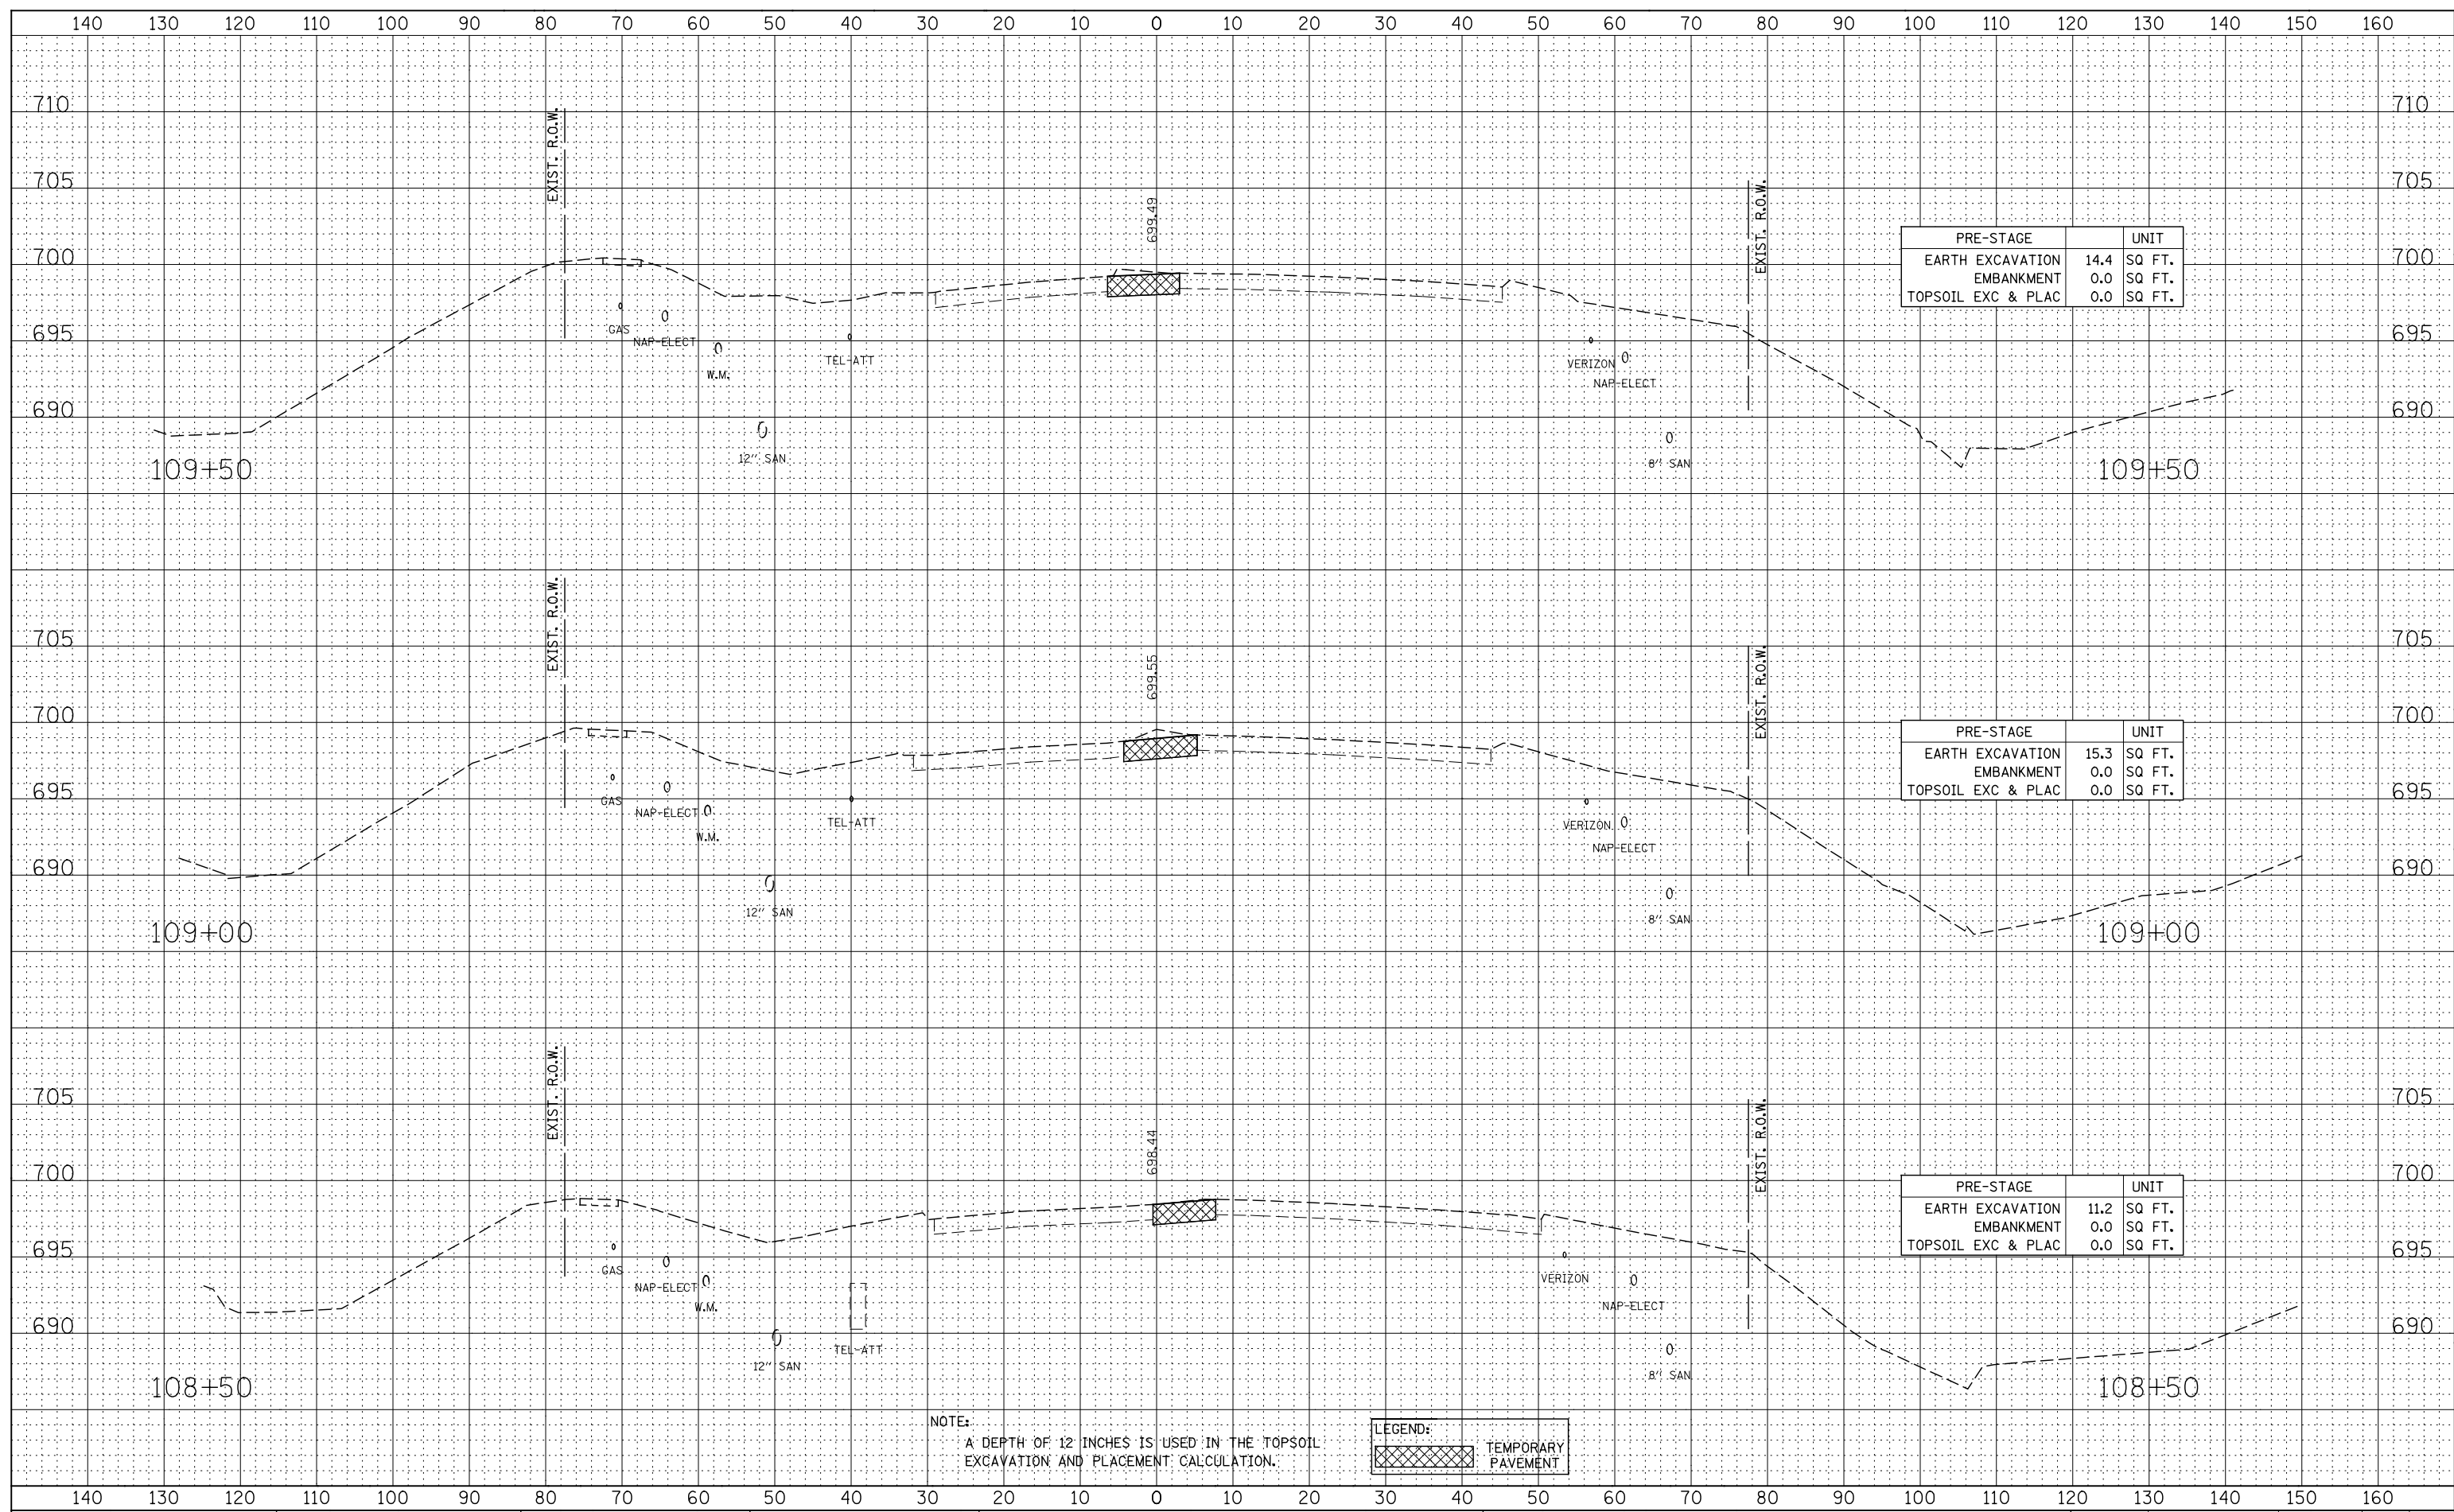 140 130 120 110 100 90 80 70 60 50 40 30 20 10 0 10 20 30 40 50 60 70 80 90 100 110 120 130 140 150 160
710 710
EXIST. R.O.W.
705 705
EXIST. R.O.W.
699.49
700 700
PRE-STAGE UNIT
EARTH EXCAVATION 14.4 SQ FT.
EMBANKMENT 0.0 SQ FT.
TOPSOIL EXC & PLAC 0.0 SQ FT.
695 695
GAS
NAP-ELECT
W.M.
TEL-ATT
VERIZON
NAP-ELECT
690 690
12" SAN
8" SAN
109+50 109+50
EXIST. R.O.W.
705 705
699.55
EXIST. R.O.W.
700 700
PRE-STAGE UNIT
EARTH EXCAVATION 15.3 SQ FT.
EMBANKMENT 0.0 SQ FT.
TOPSOIL EXC & PLAC 0.0 SQ FT.
695 695
GAS
NAP-ELECT
W.M.
TEL-ATT
VERIZON
NAP-ELECT
690 690
12" SAN
8" SAN
109+00 109+00
EXIST. R.O.W.
705 705
698.44
EXIST. R.O.W.
700 700
PRE-STAGE UNIT
EARTH EXCAVATION 11.2 SQ FT.
EMBANKMENT 0.0 SQ FT.
TOPSOIL EXC & PLAC 0.0 SQ FT.
695 695
GAS
NAP-ELECT
W.M.
VERIZON
NAP-ELECT
690 690
12" SAN
TEL-ATT
8" SAN
108+50 108+50
NOTE:
A DEPTH OF 12 INCHES IS USED IN THE TOPSOIL
EXCAVATION AND PLACEMENT CALCULATION.
LEGEND:
TEMPORARY
PAVEMENT
140 130 120 110 100 90 80 70 60 50 40 30 20 10 0 10 20 30 40 50 60 70 80 90 100 110 120 130 140 150 160